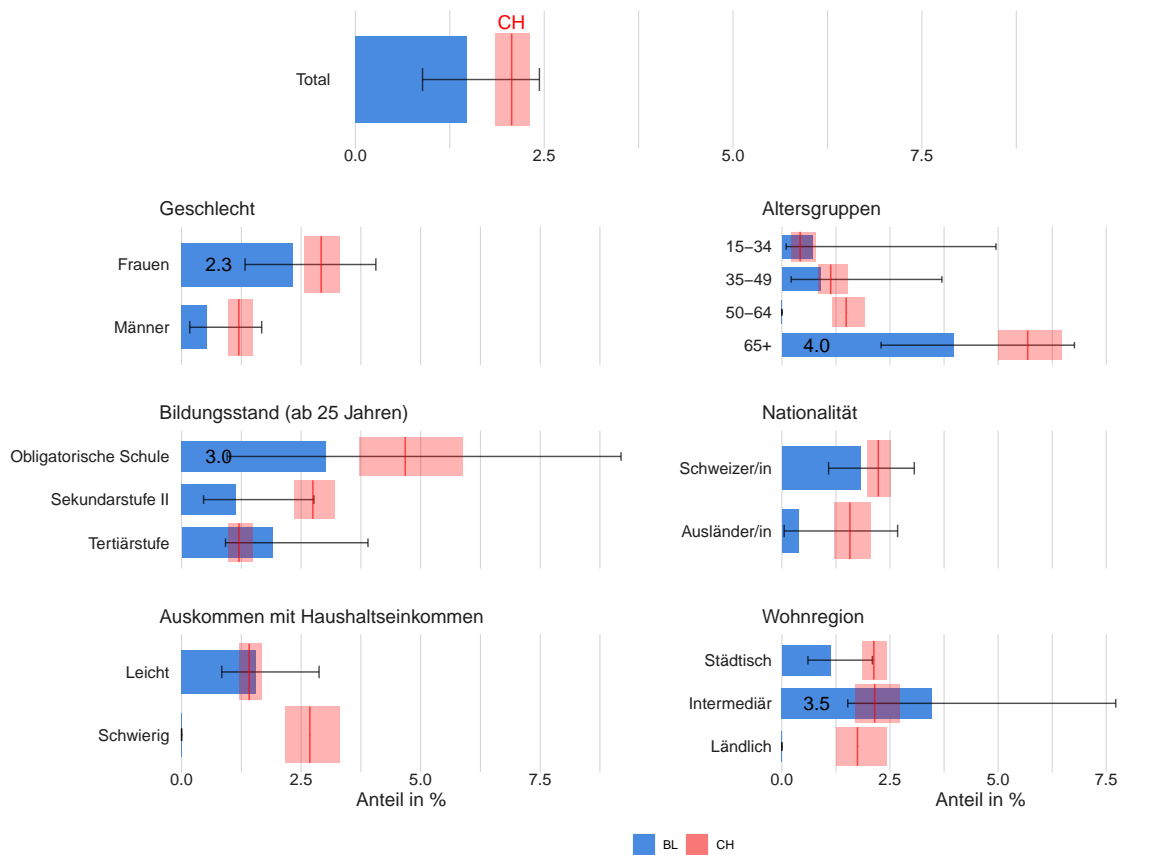 CH
Total
0.0 2.5 5.0 7.5
Geschlecht
Frauen 2.3
Männer
Altersgruppen
15–34
35–49
50–64
65+ 4.0
Bildungsstand (ab 25 Jahren)
Obligatorische Schule 3.0
Sekundarstufe II
Tertiärstufe
Nationalität
Schweizer/in
Ausländer/in
Auskommen mit Haushaltseinkommen
Leicht
Schwierig
0.0 2.5 5.0 7.5
Anteil in %
Wohnregion
Städtisch
Intermediär 3.5
Ländlich
0.0 2.5 5.0 7.5
Anteil in %
BL CH